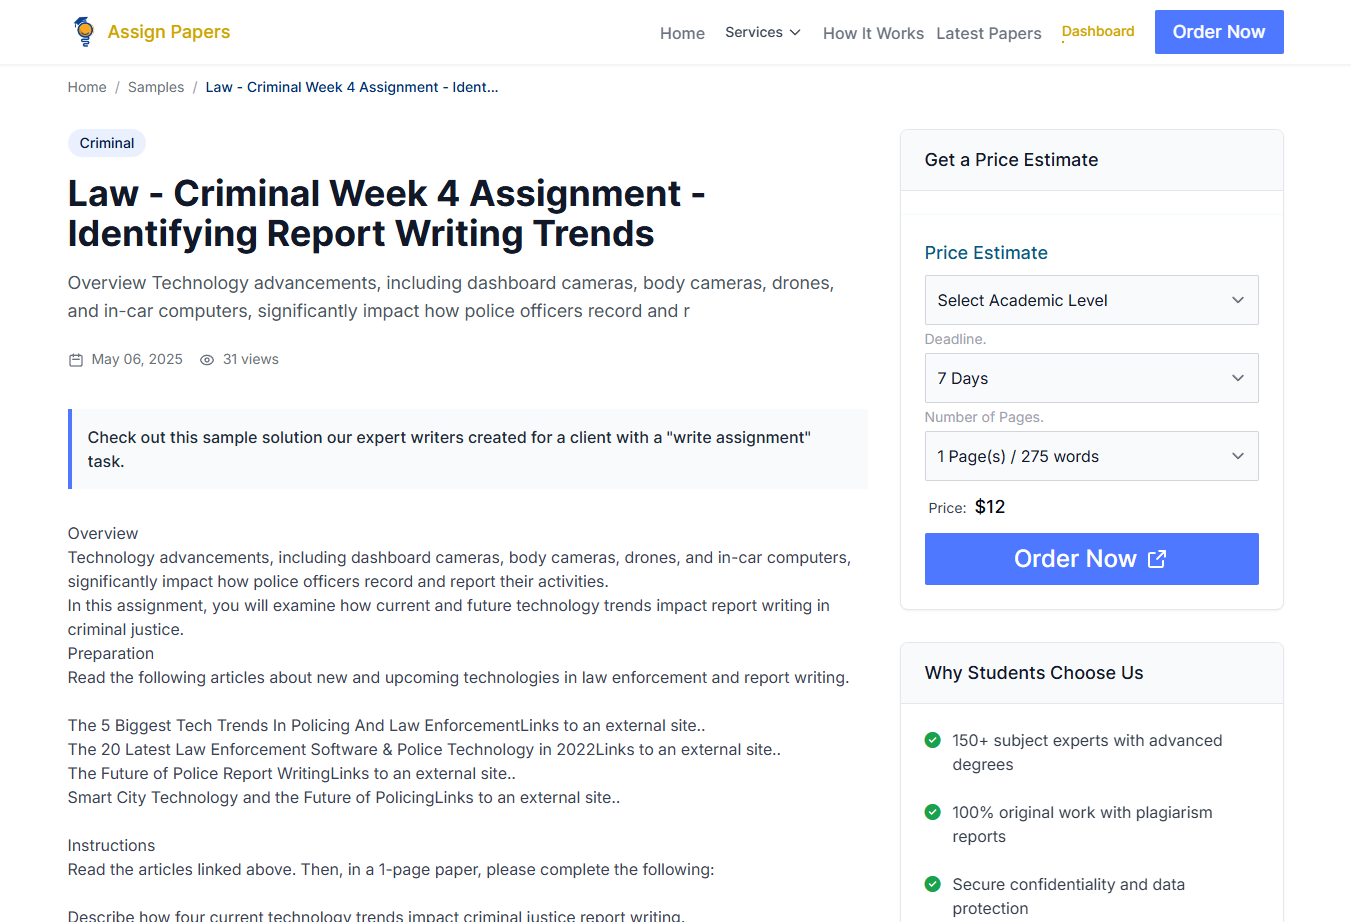 Assign Papers
Home
Services
How It Works
Latest Papers
Dashboard
Order Now
Home / Samples / Law - Criminal Week 4 Assignment - Ident...
Criminal
Law - Criminal Week 4 Assignment -
Identifying Report Writing Trends
Overview Technology advancements, including dashboard cameras, body cameras, drones,
and in-car computers, significantly impact how police officers record and r
May 06, 2025
31 views
Check out this sample solution our expert writers created for a client with a "write assignment"
task.
Overview
Technology advancements, including dashboard cameras, body cameras, drones, and in-car computers,
significantly impact how police officers record and report their activities.
In this assignment, you will examine how current and future technology trends impact report writing in
criminal justice.
Preparation
Read the following articles about new and upcoming technologies in law enforcement and report writing.
The 5 Biggest Tech Trends In Policing And Law EnforcementLinks to an external site..
The 20 Latest Law Enforcement Software & Police Technology in 2022Links to an external site..
The Future of Police Report WritingLinks to an external site..
Smart City Technology and the Future of PolicingLinks to an external site..
Instructions
Read the articles linked above. Then, in a 1-page paper, please complete the following:
Describe how four current technology trends impact criminal justice report writing.
Get a Price Estimate
Price Estimate
Select Academic Level
Deadline.
7 Days
Number of Pages.
1 Page(s) / 275 words
Price: $12
Order Now
Why Students Choose Us
150+ subject experts with advanced
degrees
100% original work with plagiarism
reports
Secure confidentiality and data
protection